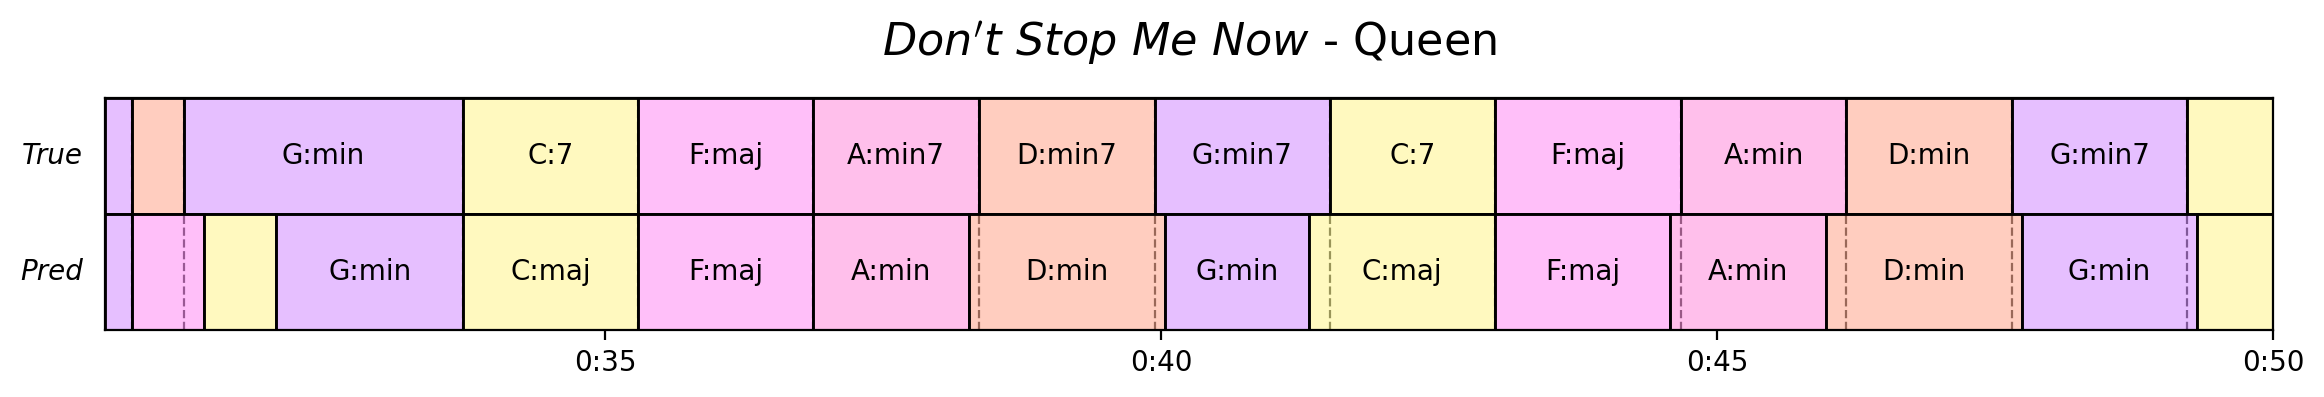 Don't Stop Me Now - Queen
True G:min C:7 F:maj A:min7 D:min7 G:min7 C:7 F:maj A:min D:min G:min7
Pred G:min C:maj F:maj A:min D:min G:min C:maj F:maj A:min D:min G:min
0:35 0:40 0:45 0:50